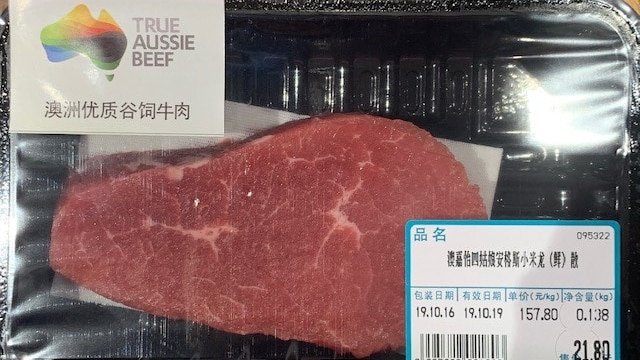 TRUE
AUSSIE
BEEF
澳洲优质谷饲牛肉
品名
095322
澳嘉怡四姑娘安格斯小米龙（鲜）散
包装日期 有效日期 单价(元/kg) 净含量(kg)
19.10.16 19.10.19 157.80 0.138
21.80